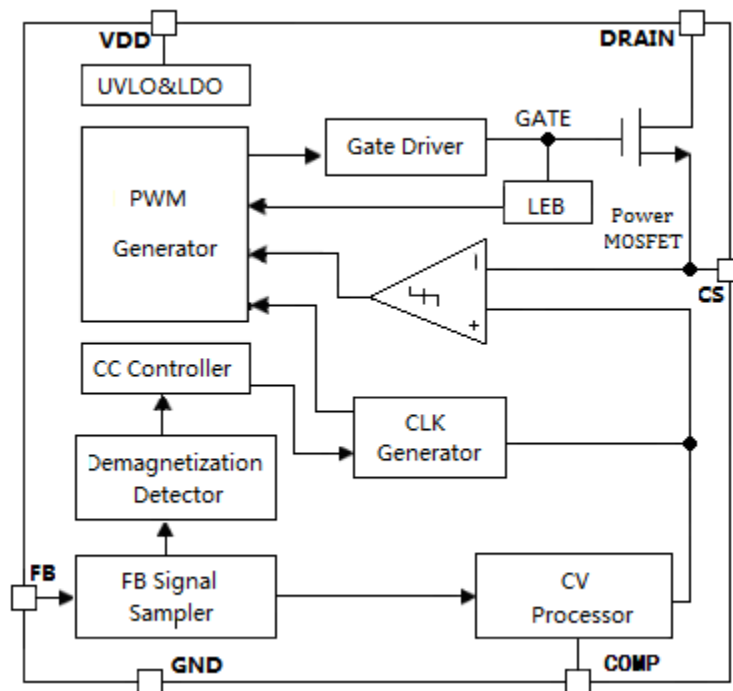 VDD
DRAIN
UVLO&LDO
GATE
Gate Driver
PWM
Generator
LEB
Power
MOSFET
CS
CC Controller
CLK
Generator
Demagnetization
Detector
FB
FB Signal
Sampler
CV
Processor
GND
COMP